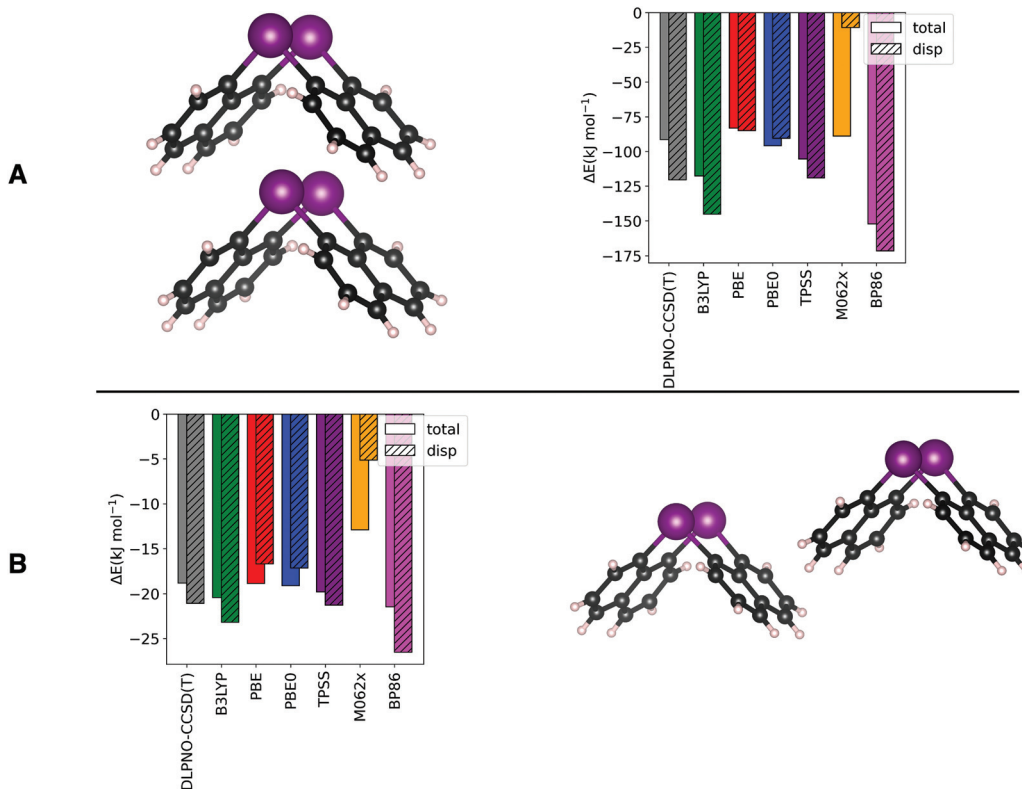 A
0
−25
−50
−75
−100
−125
−150
−175
ΔE(kJ mol⁻¹)
total
disp
DLPNO-CCSD(T)
B3LYP
PBE
PBE0
TPSS
M062x
BP86
B
0
−5
−10
−15
−20
−25
ΔE(kJ mol⁻¹)
total
disp
DLPNO-CCSD(T)
B3LYP
PBE
PBE0
TPSS
M062x
BP86